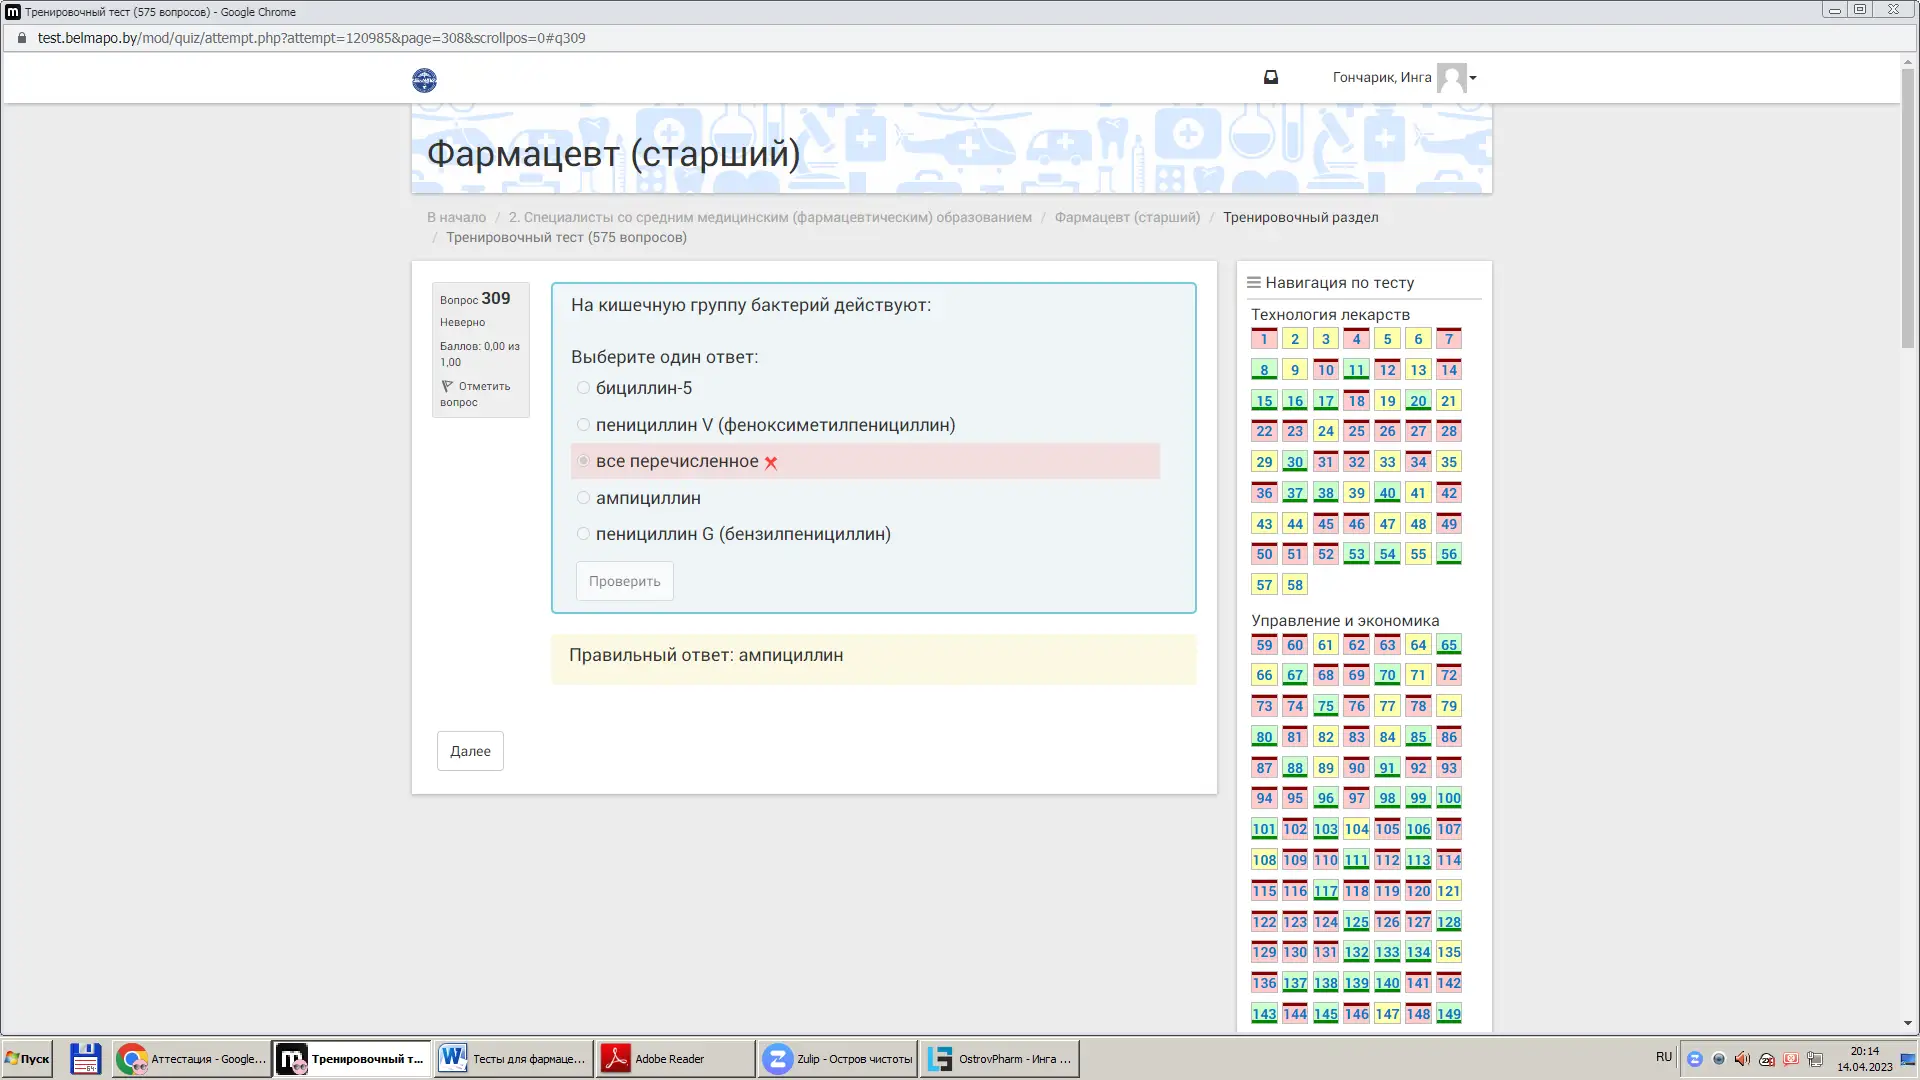 Тренировочный тест (575 вопросов) - Google Chrome
test.belmapo.by/mod/quiz/attempt.php?attempt=120985&page=308&scrollpos=0#q309
Гончарик, Инга
Фармацевт (старший)
В начало / 2. Специалисты со средним медицинским (фармацевтическим) образованием / Фармацевт (старший) / Тренировочный раздел
/ Тренировочный тест (575 вопросов)
Вопрос 309
Неверно
Баллов: 0,00 из
1,00
Отметить
вопрос
На кишечную группу бактерий действуют:
Выберите один ответ:
бициллин-5
пенициллин V (феноксиметилпенициллин)
все перечисленное
ампициллин
пенициллин G (бензилпенициллин)
Проверить
Правильный ответ: ампициллин
Далее
Навигация по тесту
Технология лекарств
1 2 3 4 5 6 7
8 9 10 11 12 13 14
15 16 17 18 19 20 21
22 23 24 25 26 27 28
29 30 31 32 33 34 35
36 37 38 39 40 41 42
43 44 45 46 47 48 49
50 51 52 53 54 55 56
57 58
Управление и экономика
59 60 61 62 63 64 65
66 67 68 69 70 71 72
73 74 75 76 77 78 79
80 81 82 83 84 85 86
87 88 89 90 91 92 93
94 95 96 97 98 99 100
101 102 103 104 105 106 107
108 109 110 111 112 113 114
115 116 117 118 119 120 121
122 123 124 125 126 127 128
129 130 131 132 133 134 135
136 137 138 139 140 141 142
143 144 145 146 147 148 149
Пуск
Аттестация - Google...
Тренировочный т...
Тесты для фармаце...
Adobe Reader
Zulip - Остров чистоты
OstrovPharm - Инга ...
RU
20:14
14.04.2023